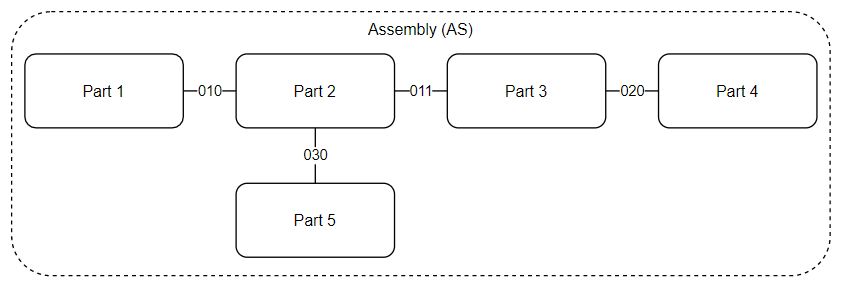 Assembly (AS)
Part 1
010
Part 2
011
Part 3
020
Part 4
030
Part 5